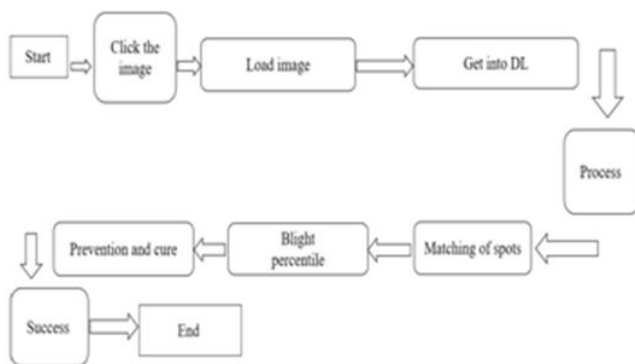 Start
Click the
image
Load image
Get into DL
Process
Matching of spots
Blight
percentile
Prevention and cure
Success
End